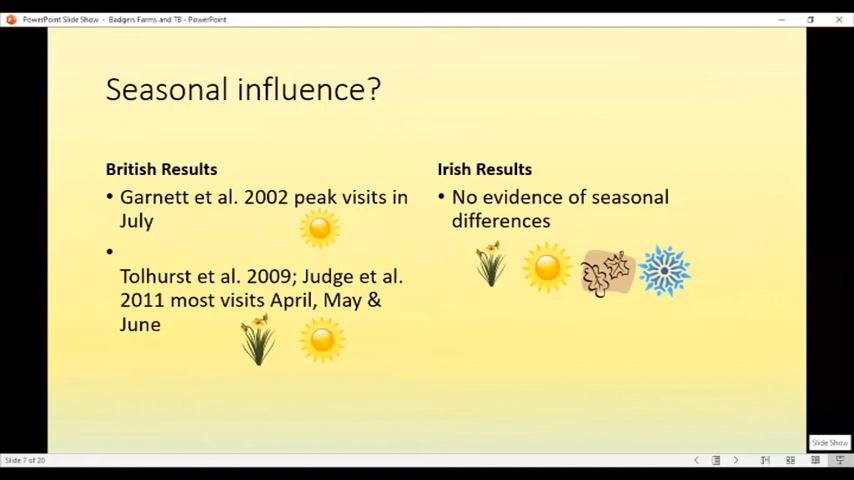 PowerPoint Slide Show - Badgers Farms and TB - PowerPoint
Seasonal influence?
British Results
• Garnett et al. 2002 peak visits in
July
•
Tolhurst et al. 2009; Judge et al.
2011 most visits April, May &
June
Irish Results
• No evidence of seasonal
differences
Slide Show
Slide 7 of 20